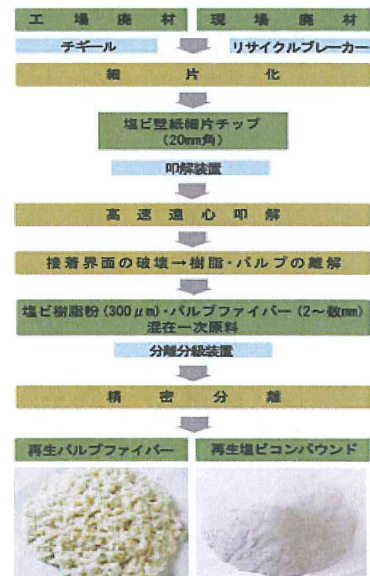 工場廃材 現場廃材
チギール リサイクルブレーカー
細片化
塩ビ壁紙細片チップ
(20mm角)
叩解装置
高速遠心叩解
接着界面の破壊→樹脂・パルプの離解
塩ビ樹脂粉(300μm)・パルプファイバー(2～数mm)
混在一次原料
分離分級装置
精密分離
再生パルプファイバー 再生塩ビコンパウンド